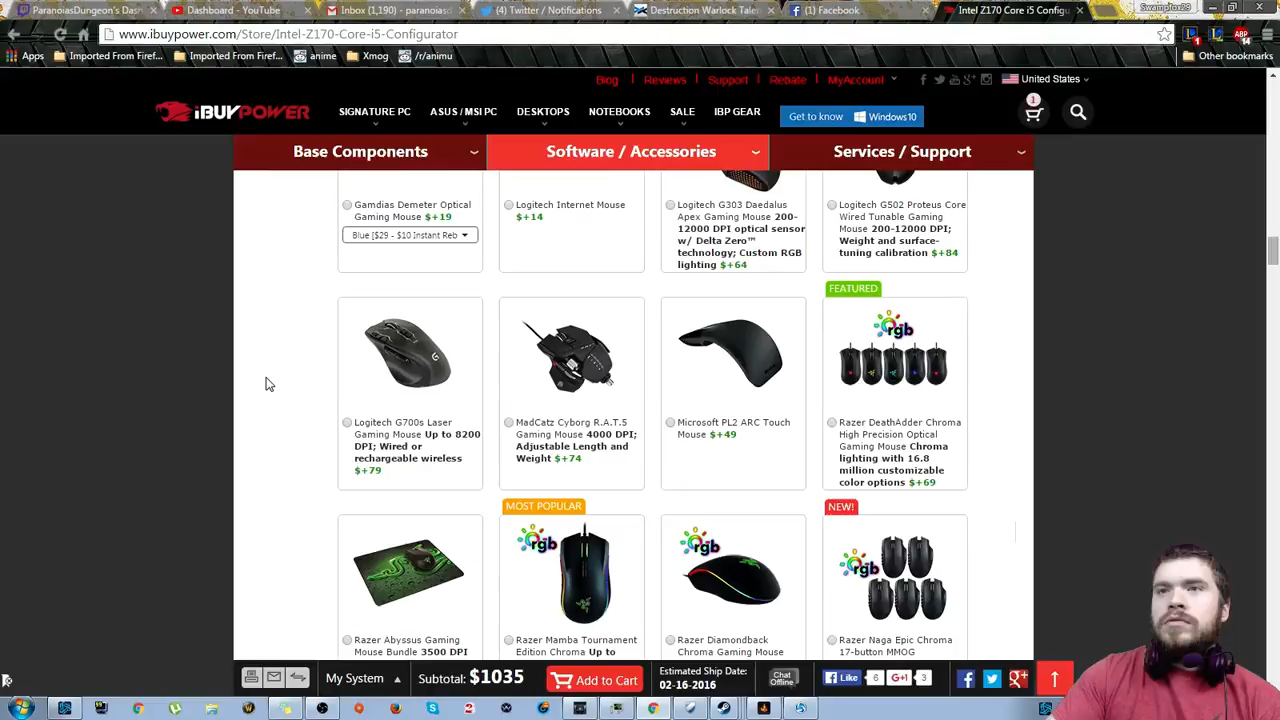 ParanoiasDungeon's Dashb
Dashboard - YouTube
Inbox (1,190) - paranoiasd
Twitter / Notifications
Destruction Warlock Talen
(1) Facebook
Intel Z170 Core i5 Configu
Swampfox29
www.ibuypower.com/Store/Intel-Z170-Core-i5-Configurator
Apps
Imported From Firef...
anime
Xmog
Imported From Firef...
/r/animu
Other bookmarks
Blog
Reviews
Support
Rebate
MyAccount
United States
iBUYPOWER
SIGNATURE PC
ASUS / MSI PC
DESKTOPS
NOTEBOOKS
SALE
IBP GEAR
Get to know Windows10
1
Base Components
Software / Accessories
Services / Support
Gamdias Demeter Optical
Gaming Mouse $+19
Blue [$29 - $10 Instant Reb
Logitech Internet Mouse
$+14
Logitech G303 Daedalus
Apex Gaming Mouse 200-
12000 DPI optical sensor
w/ Delta Zero™
technology; Custom RGB
lighting $+64
Logitech G502 Proteus Core
Wired Tunable Gaming
Mouse 200-12000 DPI;
Weight and surface-
tuning calibration $+84
FEATURED
rgb
Logitech G700s Laser
Gaming Mouse Up to 8200
DPI; Wired or
rechargeable wireless
$+79
MadCatz Cyborg R.A.T.5
Gaming Mouse 4000 DPI;
Adjustable Length and
Weight $+74
Microsoft PL2 ARC Touch
Mouse $+49
Razer DeathAdder Chroma
High Precision Optical
Gaming Mouse Chroma
lighting with 16.8
million customizable
color options $+69
MOST POPULAR
NEW!
rgb
rgb
rgb
Razer Abyssus Gaming
Mouse Bundle 3500 DPI
Razer Mamba Tournament
Edition Chroma Up to
Razer Diamondback
Chroma Gaming Mouse
Razer Naga Epic Chroma
17-button MMOG
My System
Subtotal: $1035
Add to Cart
Estimated Ship Date:
02-16-2016
Chat
Offline
Like
6
+1
3